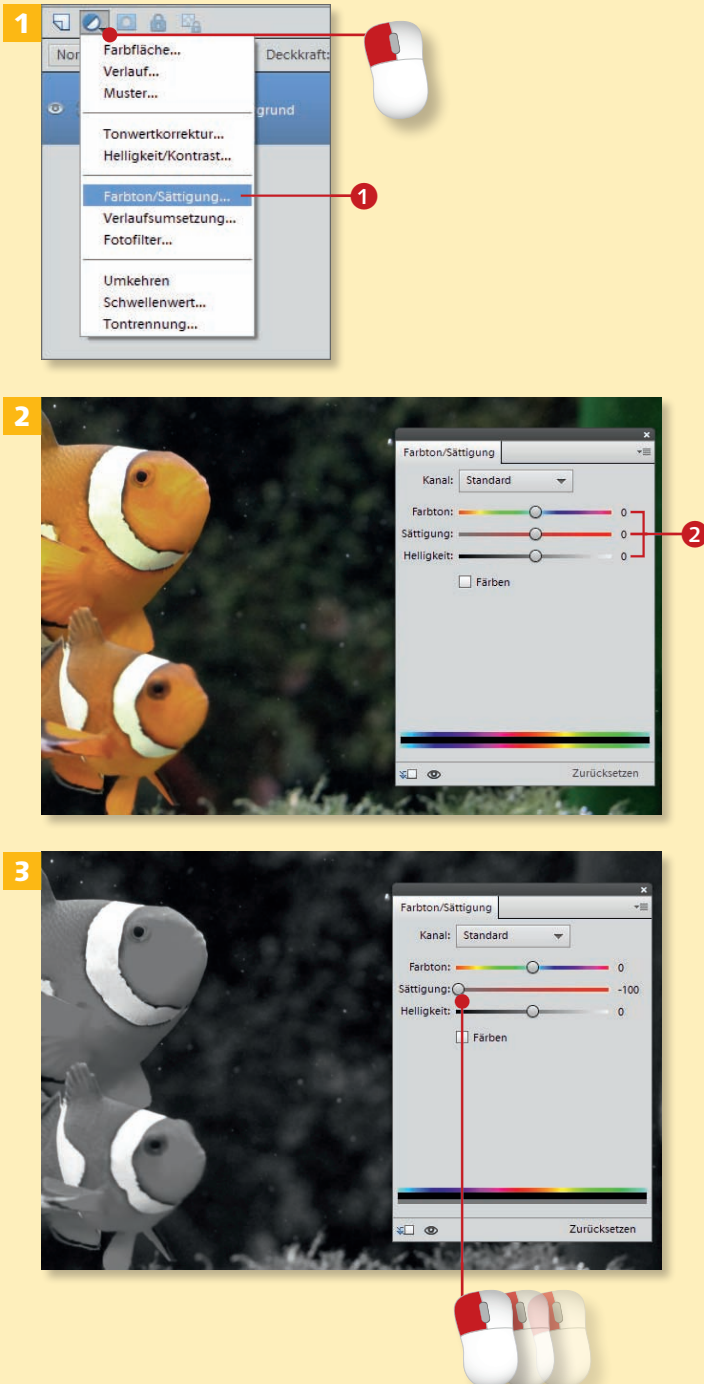 1
Nor
Deckkraft:
Farbfläche...
Verlauf...
Muster...
grund
Tonwertkorrektur...
Helligkeit/Kontrast...
Farbton/Sättigung...
1
Verlaufsumsetzung...
Fotofilter...
Umkehren
Schwellenwert...
Tontrennung...
2
Farbton/Sättigung
Kanal: Standard
Farbton: 0
Sättigung: 0
2
Helligkeit: 0
Färben
Zurücksetzen
3
Farbton/Sättigung
Kanal: Standard
Farbton: 0
Sättigung: -100
Helligkeit: 0
Färben
Zurücksetzen